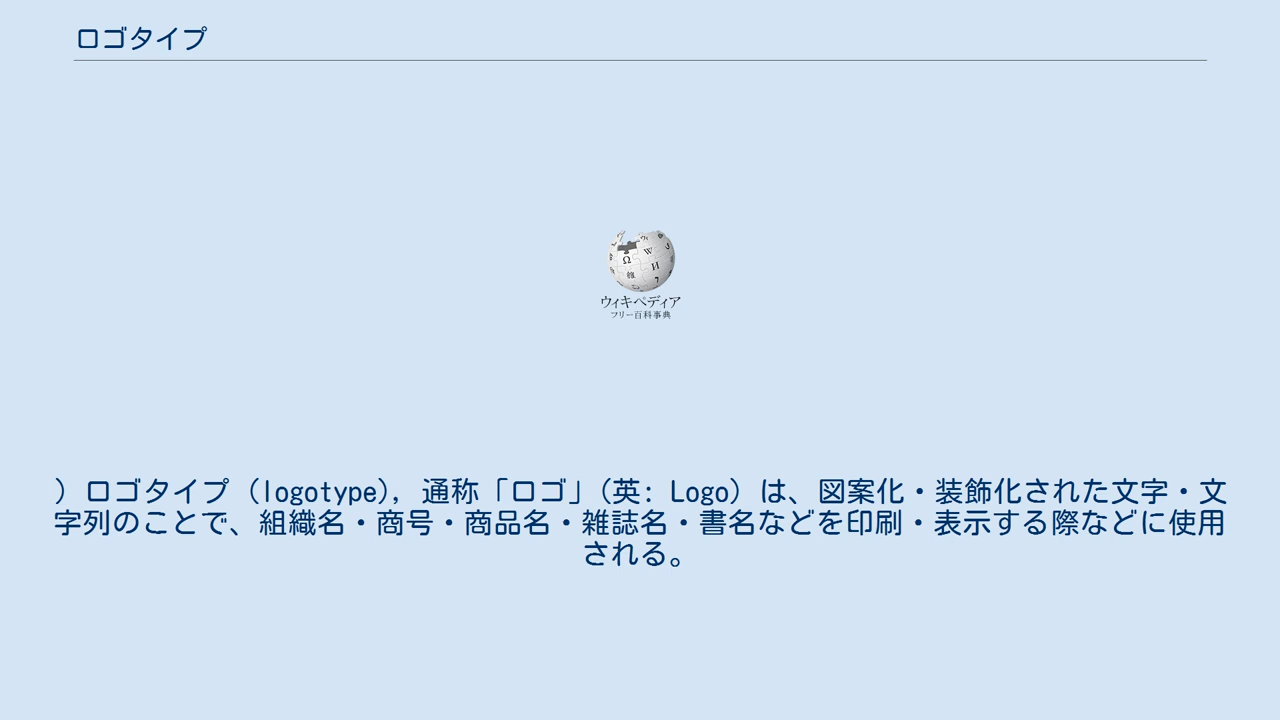 ロゴタイプ
Ω W И 維 7
ウィキペディア
フリー百科事典
）ロゴタイプ（logotype), 通称「ロゴ」（英: Logo）は、図案化・装飾化された文字・文
字列のことで、組織名・商号・商品名・雑誌名・書名などを印刷・表示する際などに使用
される。